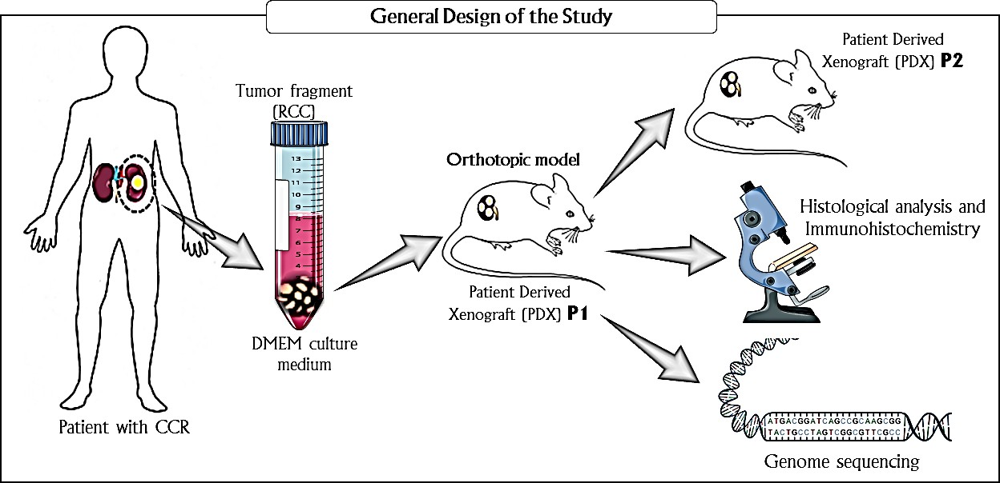 General Design of the Study
Patient Derived
Xenograft (PDX) P2
Tumor fragment
(RCC)
13
12
11
10
9
8
7
6
5
4
Orthotopic model
Histological analysis and
Immunohistochemistry
Patient Derived
Xenograft (PDX) P1
DMEM culture
medium
ATGACGGATCAGCCGCAAGCGG
TACTGCCTAGTCGGCGTTCGCC
Patient with CCR
Genome sequencing